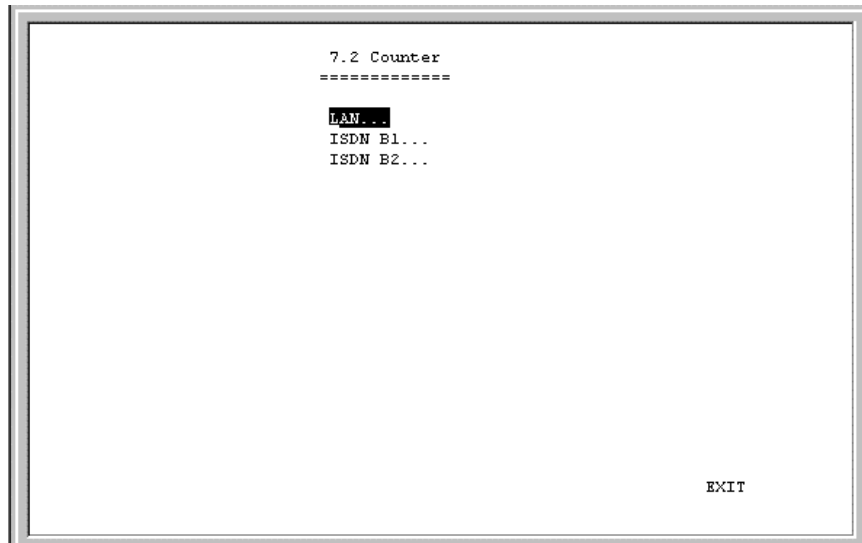 7.2 Counter
=============
LAN...
ISDN B1...
ISDN B2...
EXIT